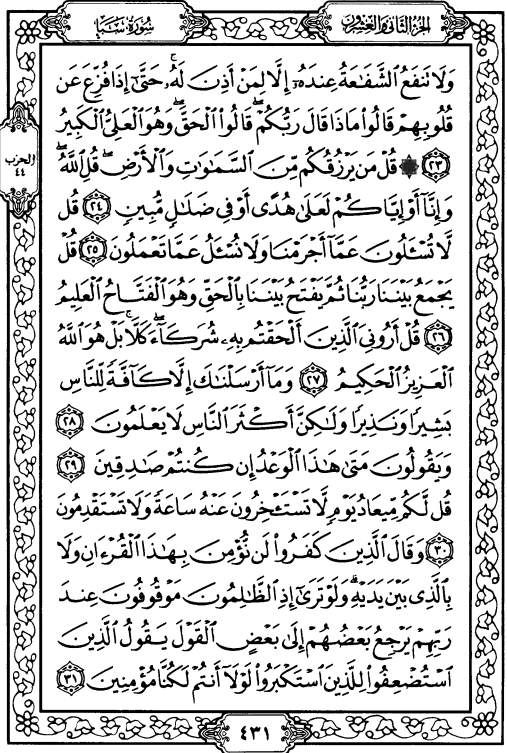 الجزء الثاني والعشرون
سورة سبإ
وَلَا تَنفَعُ ٱلشَّفَٰعَةُ عِندَهُۥٓ إِلَّا لِمَنْ أَذِنَ لَهُۥ ۚ حَتَّىٰٓ إِذَا فُزِّعَ عَن
قُلُوبِهِمْ قَالُوا۟ مَاذَا قَالَ رَبُّكُمْ ۖ قَالُوا۟ ٱلْحَقَّ ۖ وَهُوَ ٱلْعَلِىُّ ٱلْكَبِيرُ
﴿٢٣﴾ ۞ قُلْ مَن يَرْزُقُكُم مِّنَ ٱلسَّمَٰوَٰتِ وَٱلْأَرْضِ ۖ قُلِ ٱللَّهُ ۖ
الحزب
٤٤
وَإِنَّآ أَوْ إِيَّاكُمْ لَعَلَىٰ هُدًى أَوْ فِى ضَلَٰلٍ مُّبِينٍ ﴿٢٤﴾ قُل
لَّا تُسْـَٔلُونَ عَمَّآ أَجْرَمْنَا وَلَا نُسْـَٔلُ عَمَّا تَعْمَلُونَ ﴿٢٥﴾ قُلْ
يَجْمَعُ بَيْنَنَا رَبُّنَا ثُمَّ يَفْتَحُ بَيْنَنَا بِٱلْحَقِّ وَهُوَ ٱلْفَتَّاحُ ٱلْعَلِيمُ
﴿٢٦﴾ قُلْ أَرُونِىَ ٱلَّذِينَ أَلْحَقْتُم بِهِۦ شُرَكَآءَ ۖ كَلَّا ۚ بَلْ هُوَ ٱللَّهُ
ٱلْعَزِيزُ ٱلْحَكِيمُ ﴿٢٧﴾ وَمَآ أَرْسَلْنَٰكَ إِلَّا كَآفَّةً لِّلنَّاسِ
بَشِيرًا وَنَذِيرًا وَلَٰكِنَّ أَكْثَرَ ٱلنَّاسِ لَا يَعْلَمُونَ ﴿٢٨﴾
وَيَقُولُونَ مَتَىٰ هَٰذَا ٱلْوَعْدُ إِن كُنتُمْ صَٰدِقِينَ ﴿٢٩﴾
قُل لَّكُم مِّيعَادُ يَوْمٍ لَّا تَسْتَـْٔخِرُونَ عَنْهُ سَاعَةً وَلَا تَسْتَقْدِمُونَ
﴿٣٠﴾ وَقَالَ ٱلَّذِينَ كَفَرُوا۟ لَن نُّؤْمِنَ بِهَٰذَا ٱلْقُرْءَانِ وَلَا
بِٱلَّذِى بَيْنَ يَدَيْهِ ۗ وَلَوْ تَرَىٰٓ إِذِ ٱلظَّٰلِمُونَ مَوْقُوفُونَ عِندَ
رَبِّهِمْ يَرْجِعُ بَعْضُهُمْ إِلَىٰ بَعْضٍ ٱلْقَوْلَ يَقُولُ ٱلَّذِينَ
ٱسْتُضْعِفُوا۟ لِلَّذِينَ ٱسْتَكْبَرُوا۟ لَوْلَآ أَنتُمْ لَكُنَّا مُؤْمِنِينَ ﴿٣١﴾
٤٣١